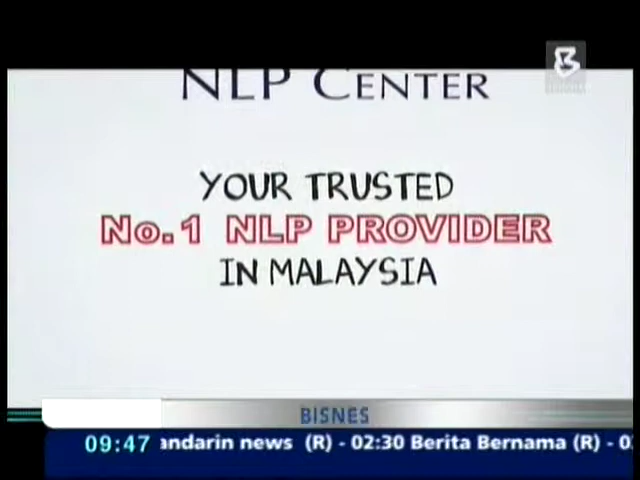 NLP CENTER
YOUR TRUSTED
No.1 NLP PROVIDER
IN MALAYSIA
BISNES
09:47 andarin news (R) - 02:30 Berita Bernama (R) - 0